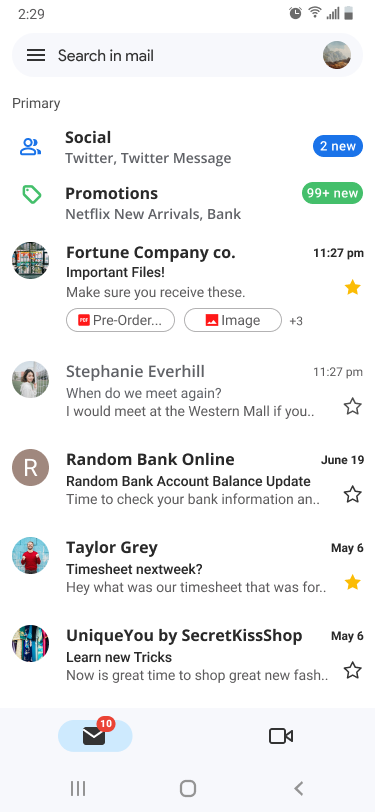 2:29
Search in mail
Primary
Social
2 new
Twitter, Twitter Message
Promotions
99+ new
Netflix New Arrivals, Bank
Fortune Company co.
11:27 pm
Important Files!
Make sure you receive these.
PDF Pre-Order...
Image
+3
Stephanie Everhill
11:27 pm
When do we meet again?
I would meet at the Western Mall if you..
R
Random Bank Online
June 19
Random Bank Account Balance Update
Time to check your bank information an..
Taylor Grey
May 6
Timesheet nextweek?
Hey what was our timesheet that was for..
UniqueYou by SecretKissShop
May 6
Learn new Tricks
Now is great time to shop great new fash..
10